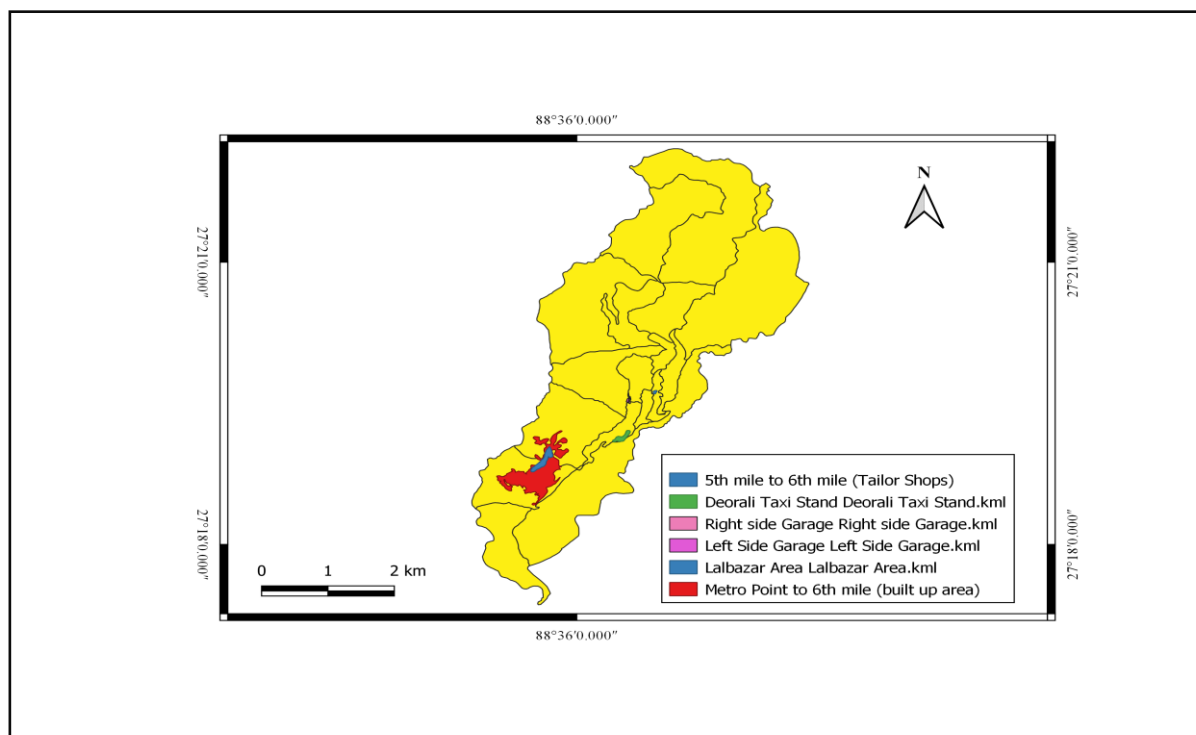 88°36'0.000"
N
27°21'0.000"
27°21'0.000"
5th mile to 6th mile (Tailor Shops)
Deorali Taxi Stand Deorali Taxi Stand.kml
Right side Garage Right side Garage.kml
Left Side Garage Left Side Garage.kml
Lalbazar Area Lalbazar Area.kml
Metro Point to 6th mile (built up area)
27°18'0.000"
27°18'0.000"
0 1 2 km
88°36'0.000"